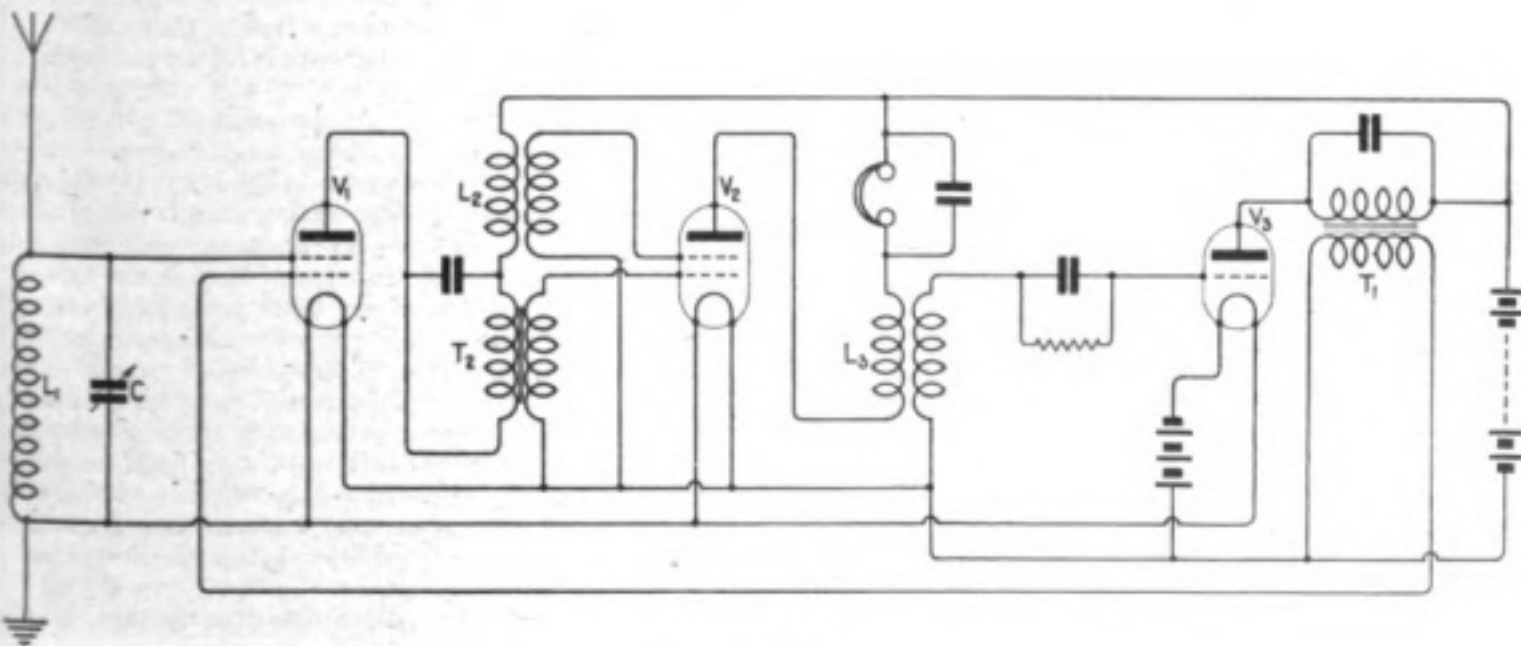 V₁
L₂
V₂
V₃
T₁
L₁
C
T₂
L₃